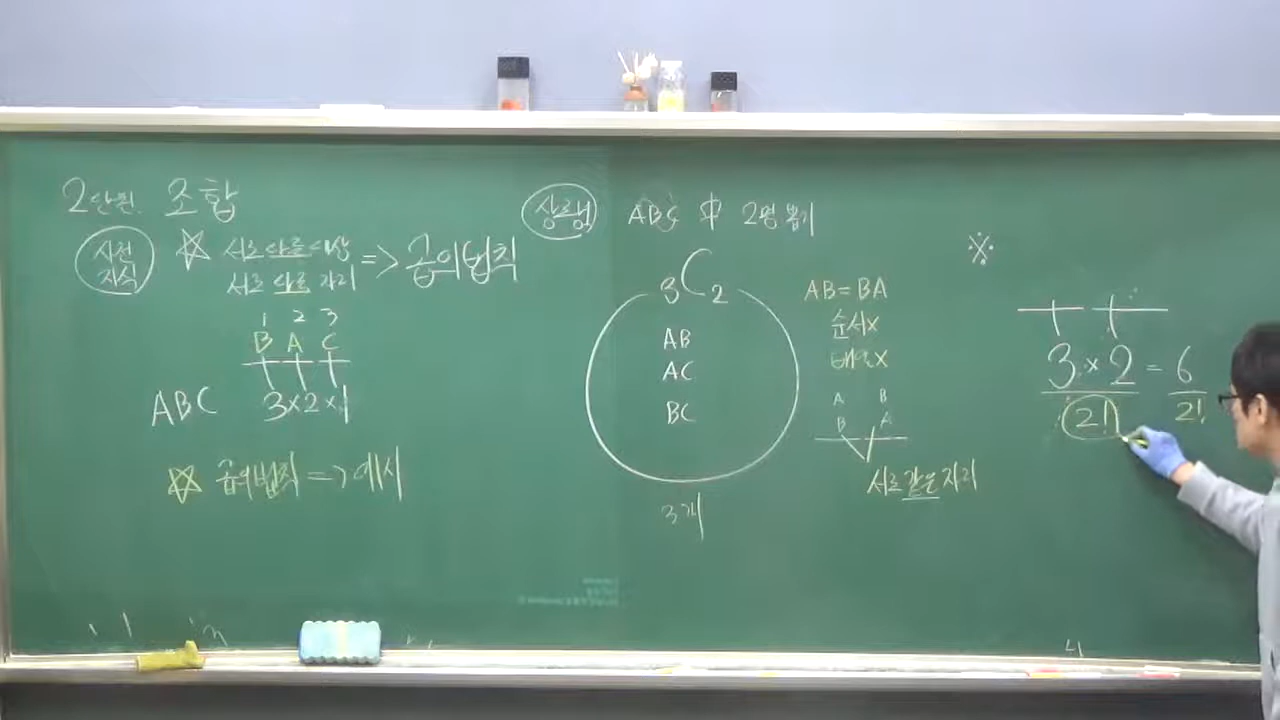 2단원. 조합
사전
지식
☆ 서로 다른 대상
서로 다른 자리
=> 곱의법칙
1 2 3
B A C
ABC 3×2×1
☆ 곱의법칙 => 예시
ABC 中 2명 뽑기
3C2
AB
AC
BC
3개
AB=BA
순서x
배열x
A B
B A
서로 같은 자리
※
3×2 = 6
2! 2!